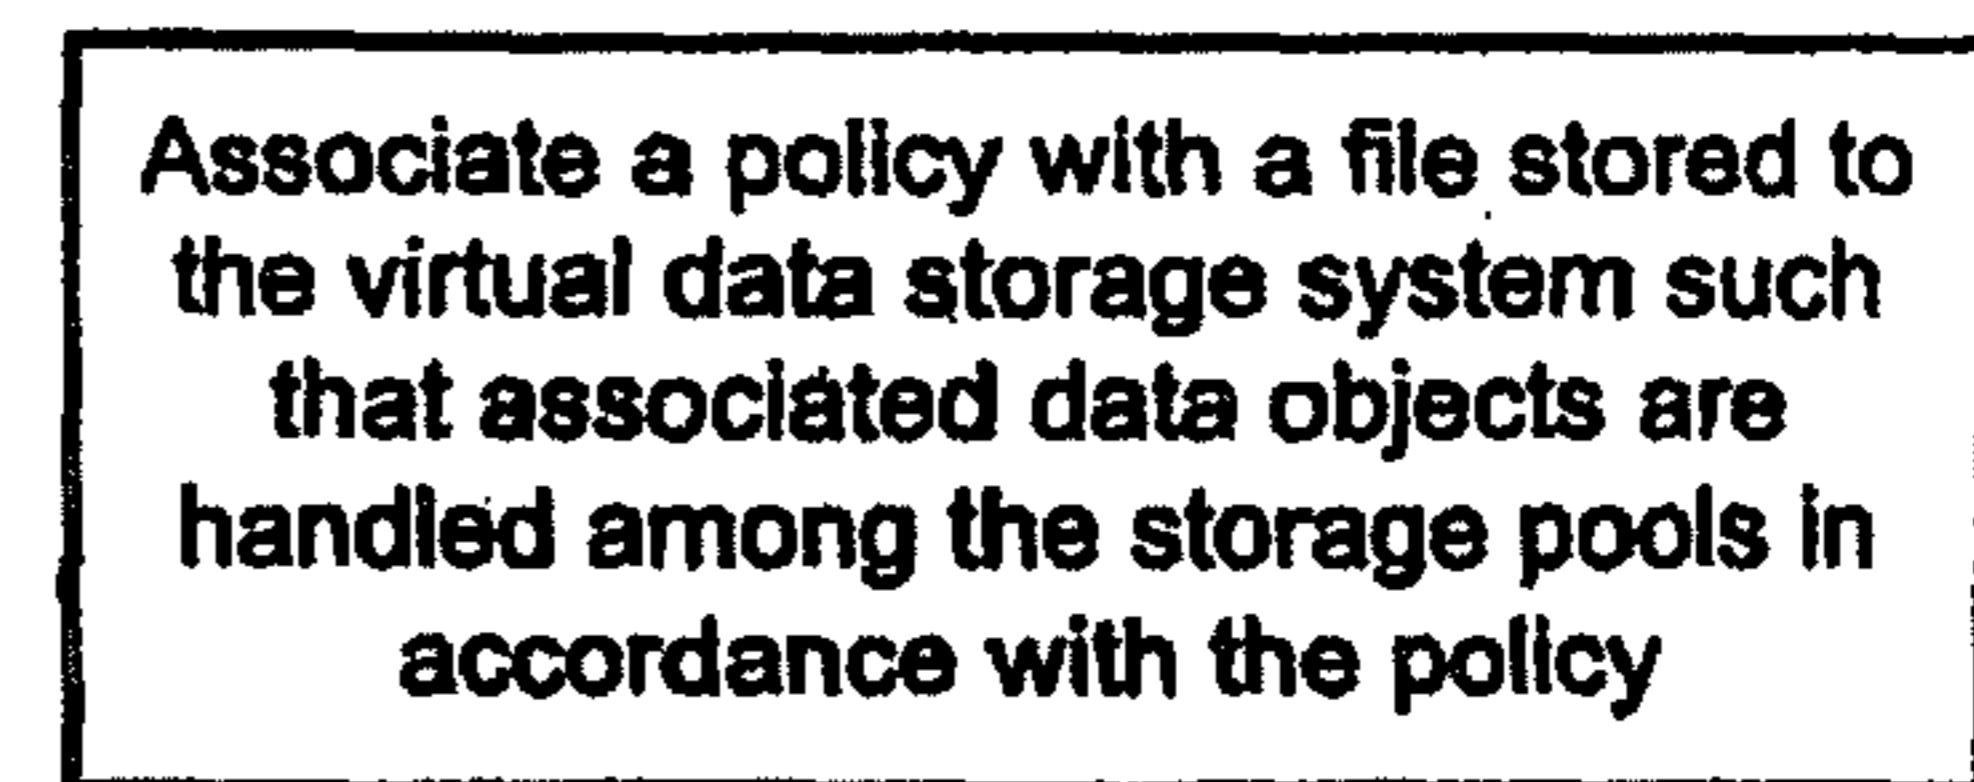 Associate a policy with a file stored to
the virtual data storage system such
that associated data objects are
handled among the storage pools in
accordance with the policy